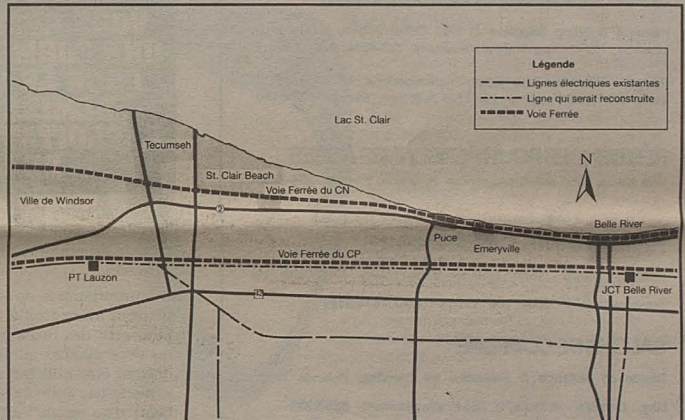 Légende
Lignes électriques existantes
Ligne qui serait reconstruite
Voie Ferrée
Lac St. Clair
Tecumseh
St. Clair Beach
N
Voie Ferrée du CN
Ville de Windsor
2
Belle River
Puce
Emeryville
Voie Ferrée du CP
PT Lauzon
JCT Belle River